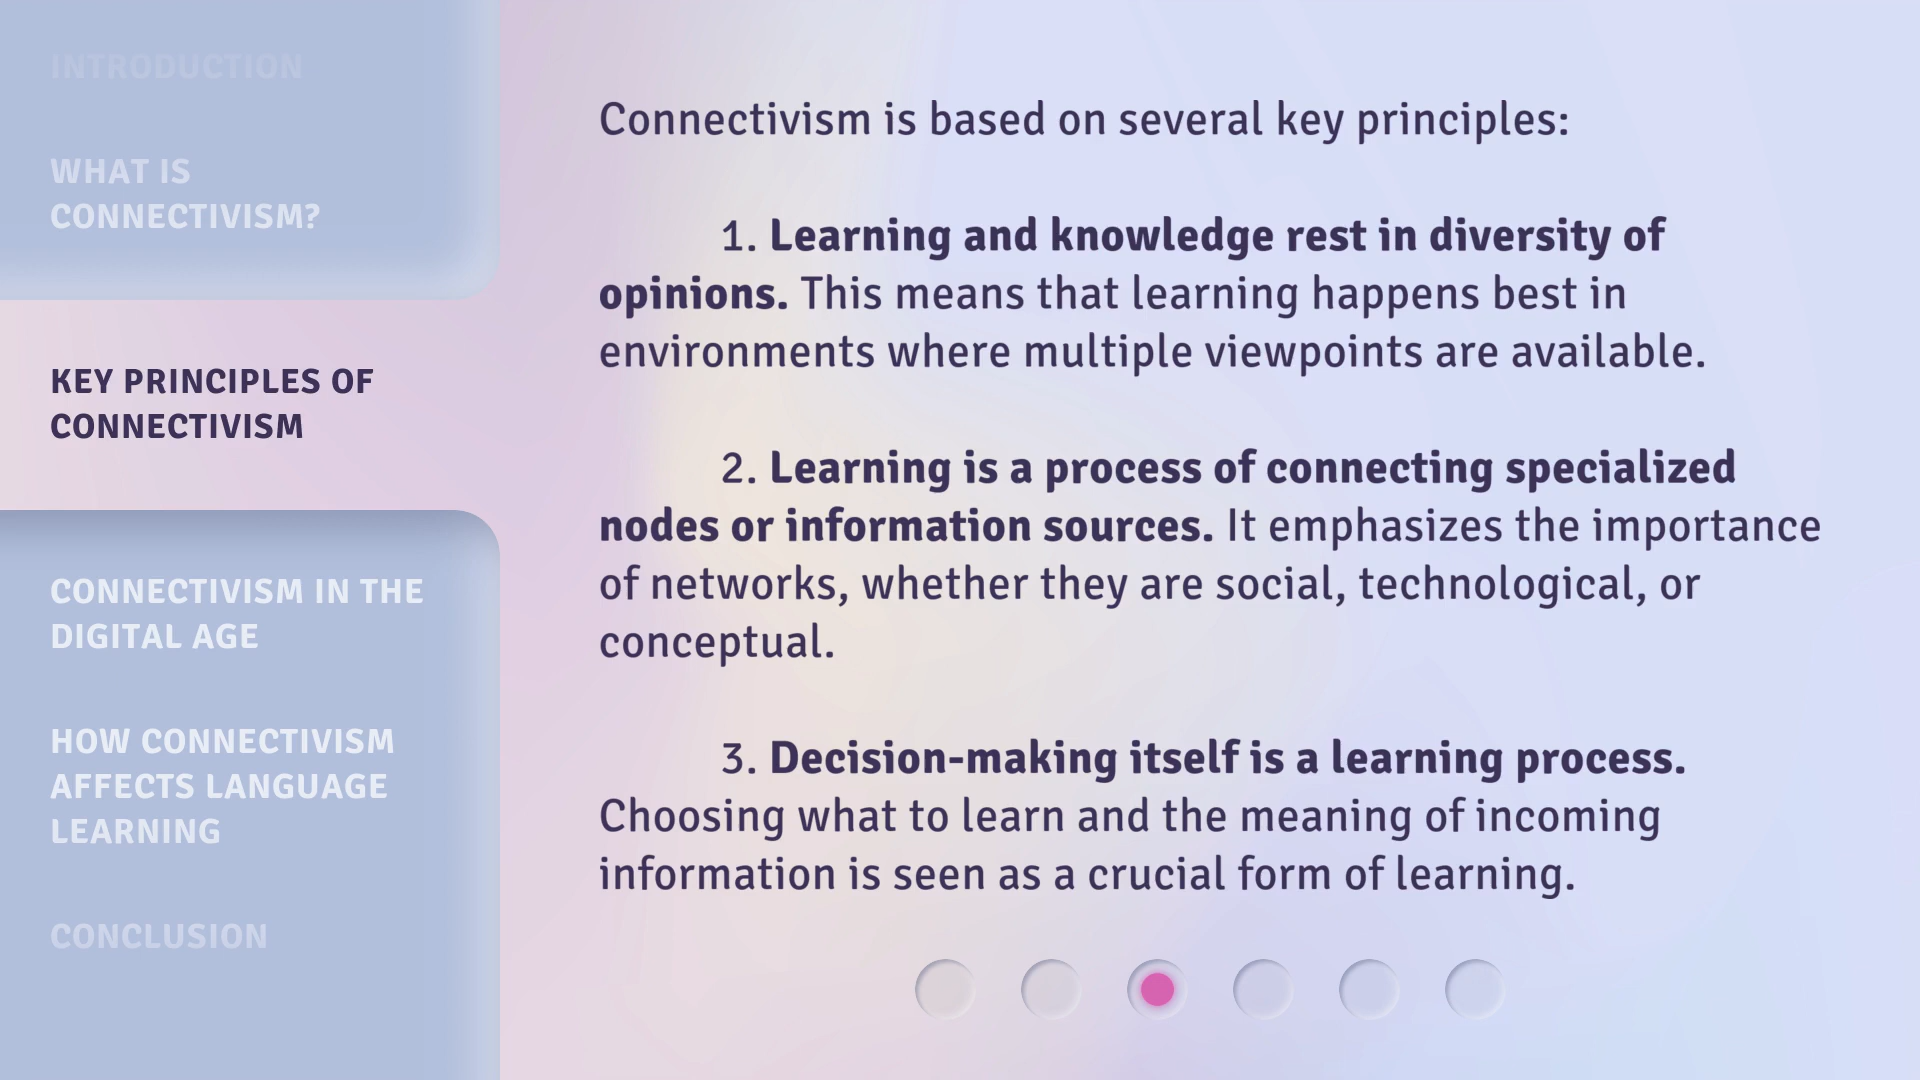 INTRODUCTION
WHAT IS
CONNECTIVISM?
KEY PRINCIPLES OF
CONNECTIVISM
CONNECTIVISM IN THE
DIGITAL AGE
HOW CONNECTIVISM
AFFECTS LANGUAGE
LEARNING
CONCLUSION
Connectivism is based on several key principles:
1. Learning and knowledge rest in diversity of
opinions. This means that learning happens best in
environments where multiple viewpoints are available.
2. Learning is a process of connecting specialized
nodes or information sources. It emphasizes the importance
of networks, whether they are social, technological, or
conceptual.
3. Decision-making itself is a learning process.
Choosing what to learn and the meaning of incoming
information is seen as a crucial form of learning.